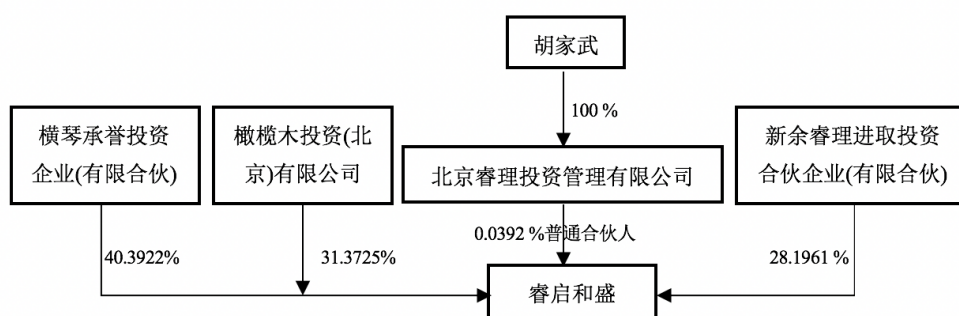 胡家武
100 %
横琴承誉投资
企业(有限合伙)
橄榄木投资(北
京)有限公司
北京睿理投资管理有限公司
新余睿理进取投资
合伙企业(有限合伙)
0.0392 %普通合伙人
40.3922%
31.3725%
28.1961 %
睿启和盛